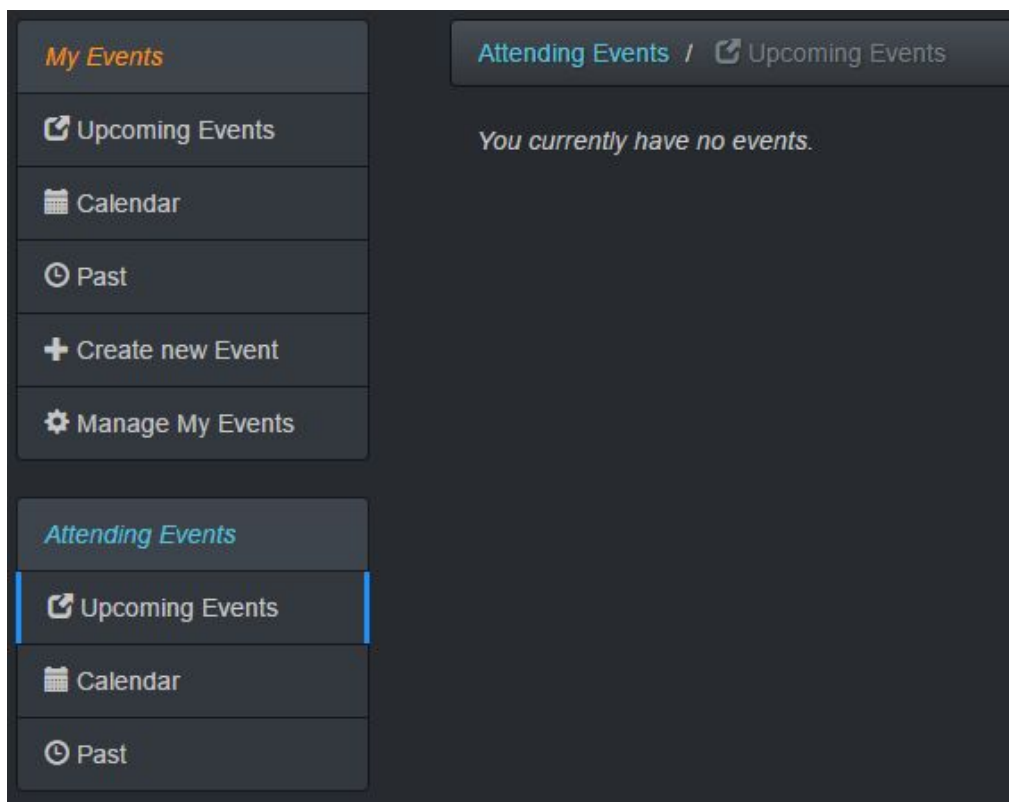 My Events
Upcoming Events
Calendar
Past
Create new Event
Manage My Events
Attending Events
Upcoming Events
Calendar
Past
Attending Events / Upcoming Events
You currently have no events.